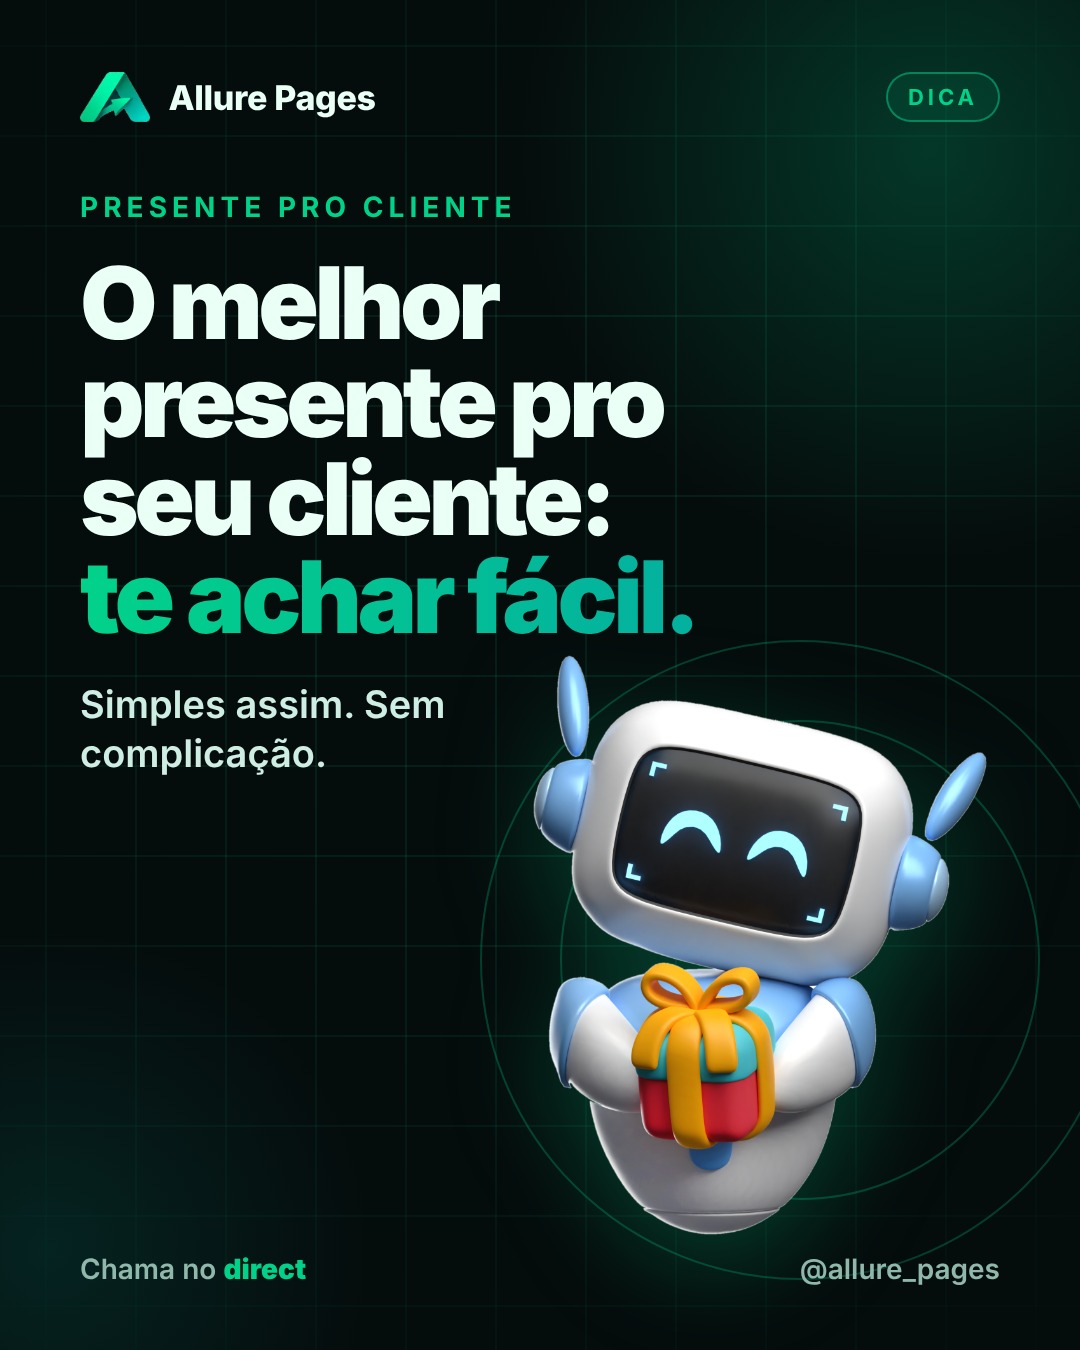 Allure Pages
DICA
PRESENTE PRO CLIENTE
O melhor
presente pro
seu cliente:
te achar fácil.
Simples assim. Sem
complicação.
Chama no direct
@allure_pages